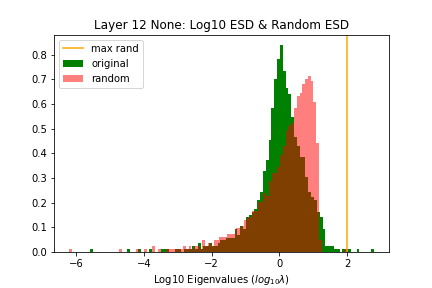 Layer 12 None: Log10 ESD & Random ESD
max rand
original
random
0.8
0.7
0.6
0.5
0.4
0.3
0.2
0.1
0.0
−6 −4 −2 0 2
Log10 Eigenvalues (log₁₀λ)